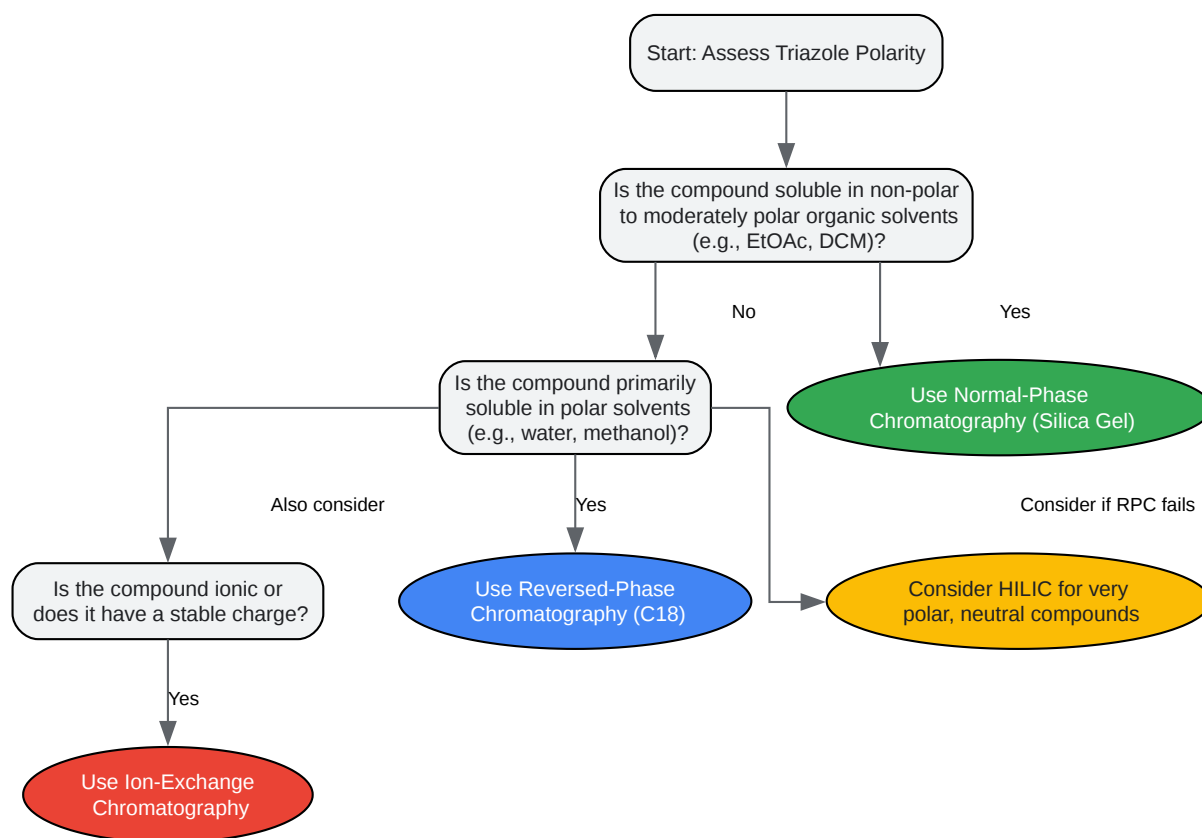 Start: Assess Triazole Polarity
Is the compound soluble in non-polar
to moderately polar organic solvents
(e.g., EtOAc, DCM)?
No
Yes
Is the compound primarily
soluble in polar solvents
(e.g., water, methanol)?
Use Normal-Phase
Chromatography (Silica Gel)
Also consider
Yes
Consider if RPC fails
Is the compound ionic or
does it have a stable charge?
Use Reversed-Phase
Chromatography (C18)
Consider HILIC for very
polar, neutral compounds
Yes
Use Ion-Exchange
Chromatography